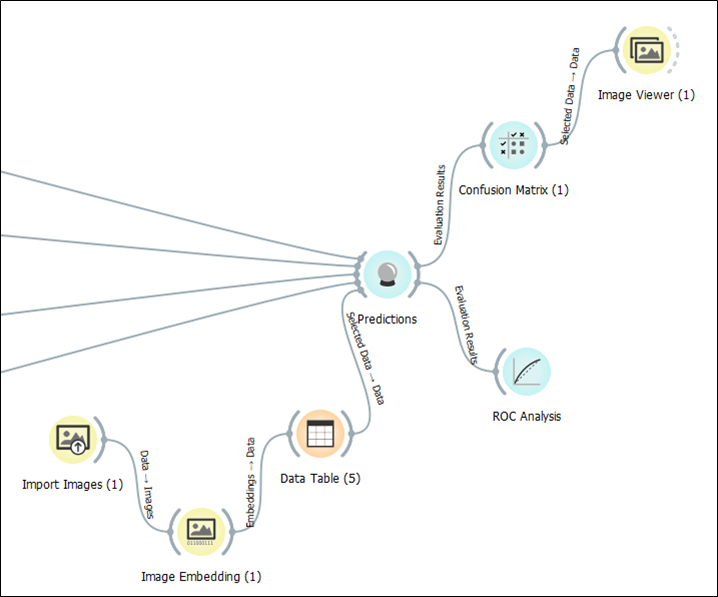 Image Viewer (1)
Selected Data → Data
Confusion Matrix (1)
Evaluation Results
Predictions
Evaluation Results
Selected Data → Data
ROC Analysis
Data Table (5)
Import Images (1)
Data → Images
Embeddings → Data
Image Embedding (1)
01100011